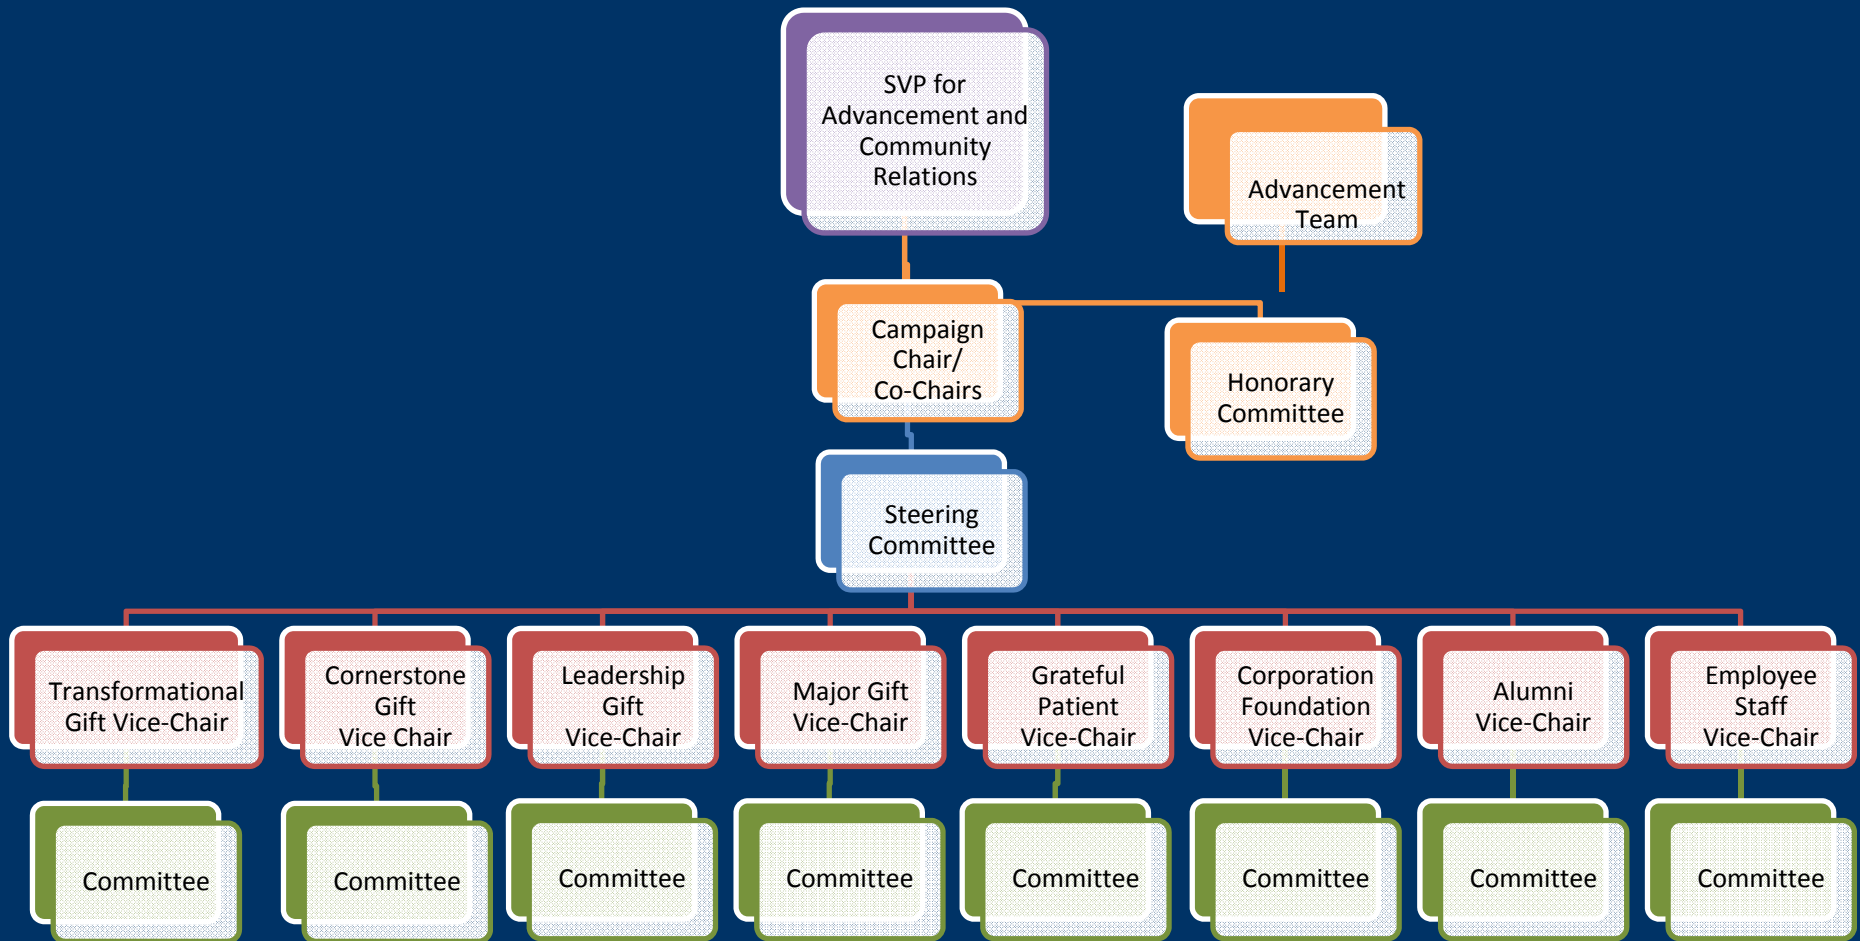 SVP for
Advancement and
Community
Relations
Advancement
Team
Campaign
Chair/
Co-Chairs
Honorary
Committee
Steering
Committee
Transformational
Gift Vice-Chair
Cornerstone
Gift
Vice Chair
Leadership
Gift
Vice-Chair
Major Gift
Vice-Chair
Grateful
Patient
Vice-Chair
Corporation
Foundation
Vice-Chair
Alumni
Vice-Chair
Employee
Staff
Vice-Chair
Committee
Committee
Committee
Committee
Committee
Committee
Committee
Committee